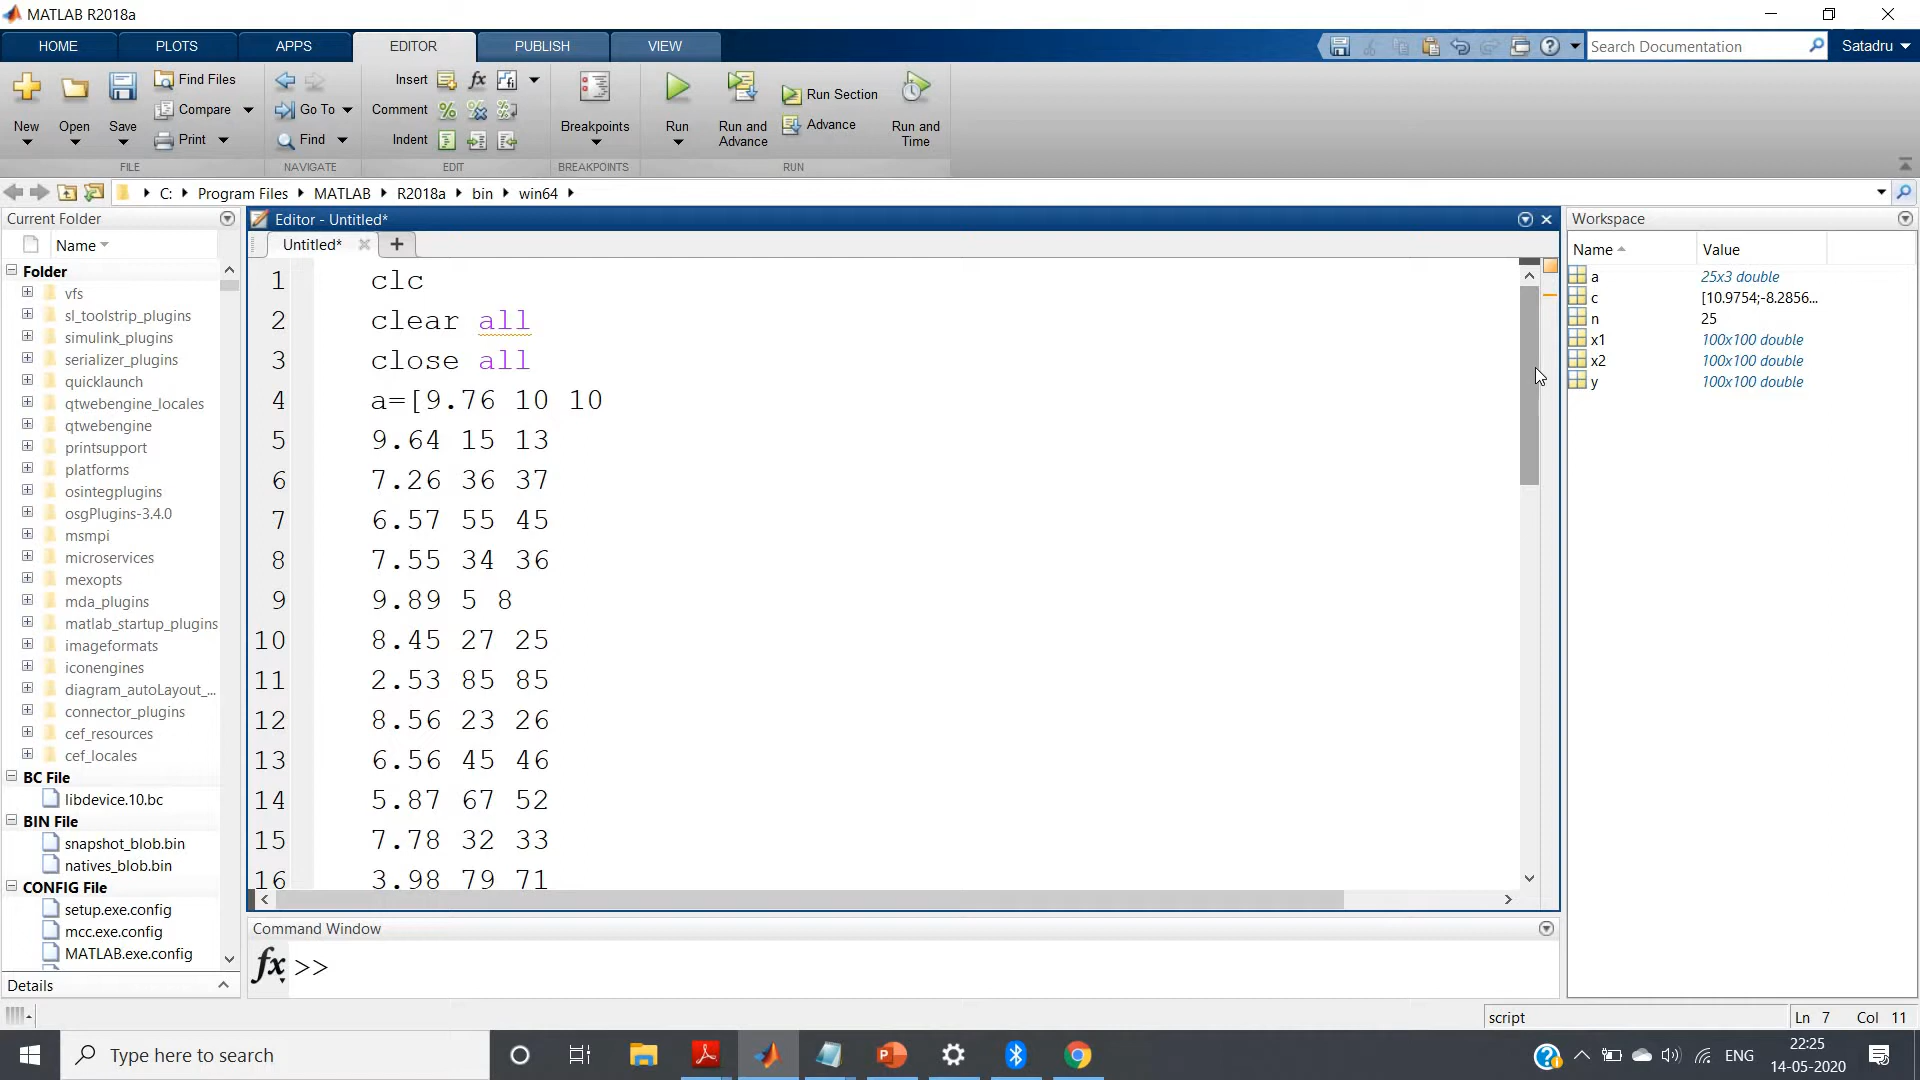 MATLAB R2018a
HOME PLOTS APPS EDITOR PUBLISH VIEW
Search Documentation
Satadru
New
Open
Save
Find Files
Compare
Print
FILE
Go To
Find
NAVIGATE
Insert fx
Comment
Indent
EDIT
Breakpoints
BREAKPOINTS
Run
Run and Advance
Run Section
Advance
Run and Time
RUN
C: Program Files MATLAB R2018a bin win64
Current Folder
Name
Folder
vfs
sl_toolstrip_plugins
simulink_plugins
serializer_plugins
quicklaunch
qtwebengine_locales
qtwebengine
printsupport
platforms
osintegplugins
osgPlugins-3.4.0
msmpi
microservices
mexopts
mda_plugins
matlab_startup_plugins
imageformats
iconengines
diagram_autoLayout_...
connector_plugins
cef_resources
cef_locales
BC File
libdevice.10.bc
BIN File
snapshot_blob.bin
natives_blob.bin
CONFIG File
setup.exe.config
mcc.exe.config
MATLAB.exe.config
Details
Editor - Untitled*
Untitled* +
1 clc
2 clear all
3 close all
4 a=[9.76 10 10
5 9.64 15 13
6 7.26 36 37
7 6.57 55 45
8 7.55 34 36
9 9.89 5 8
10 8.45 27 25
11 2.53 85 85
12 8.56 23 26
13 6.56 45 46
14 5.87 67 52
15 7.78 32 33
16 3.98 79 71
Command Window
fx >>
Workspace
Name Value
a 25x3 double
c [10.9754;-8.2856...
n 25
x1 100x100 double
x2 100x100 double
y 100x100 double
script
Ln 7 Col 11
Type here to search
ENG
22:25
14-05-2020